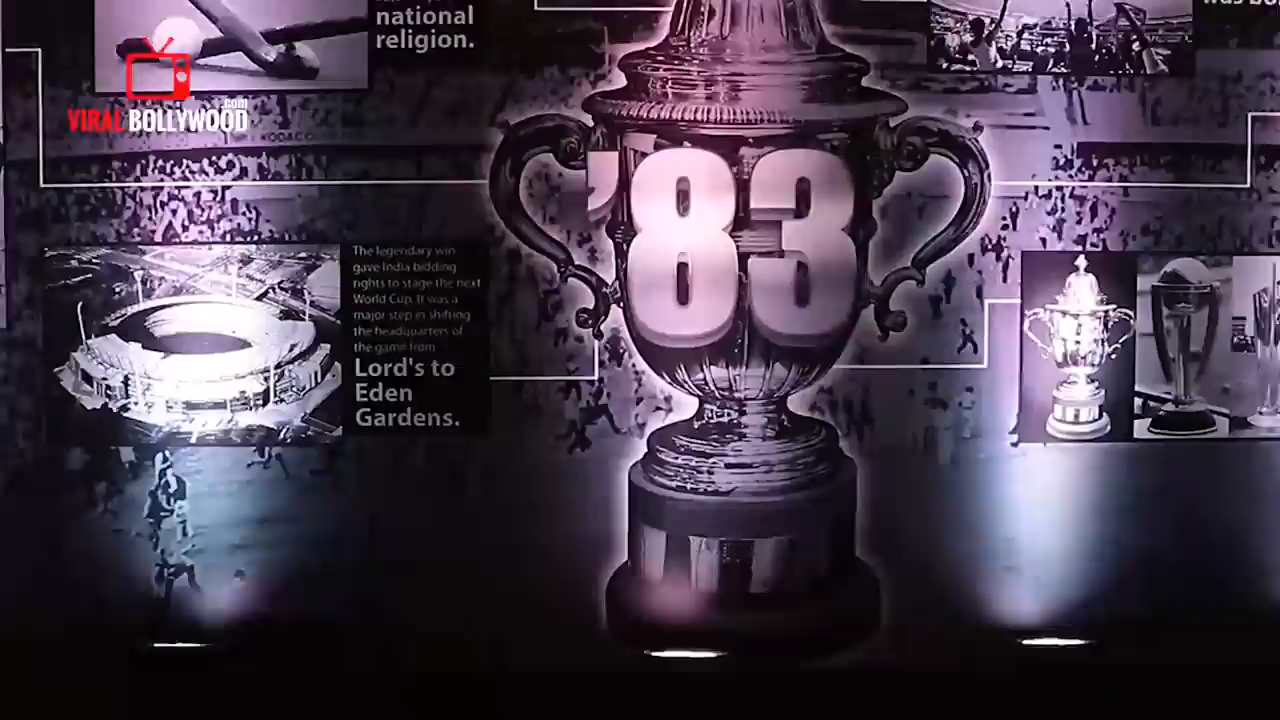 national
religion.
.com
VIRAL BOLLYWOOD
'83
The legendary win
gave India bidding
rights to stage the next
World Cup. It was a
major step in shifting
the headquarters of
the game from
Lord's to
Eden
Gardens.